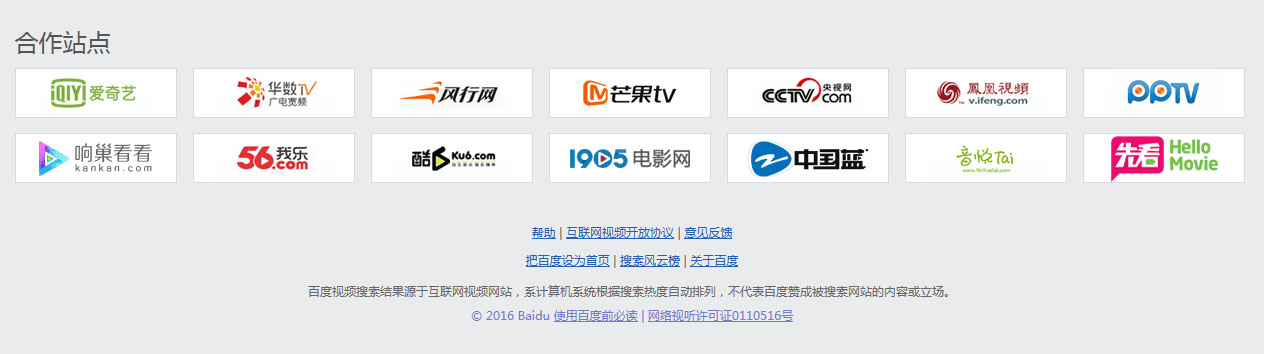 合作站点
iQIYI 爱奇艺
华数TV
广电宽频
风行网
芒果tv
CCTV 央视网
.com
鳳凰視頻
v.ifeng.com
PPTV
响巢看看
kankan.com
56我乐
.com
酷6 Ku6.com
1905电影网
中国蓝
音悦Tai
www.YinYueTai.com
先看 Hello
Movie
帮助 | 互联网视频开放协议 | 意见反馈
把百度设为首页 | 搜索风云榜 | 关于百度
百度视频搜索结果源于互联网视频网站，系计算机系统根据搜索热度自动排列，不代表百度赞成被搜索网站的内容或立场。
© 2016 Baidu 使用百度前必读 | 网络视听许可证0110516号